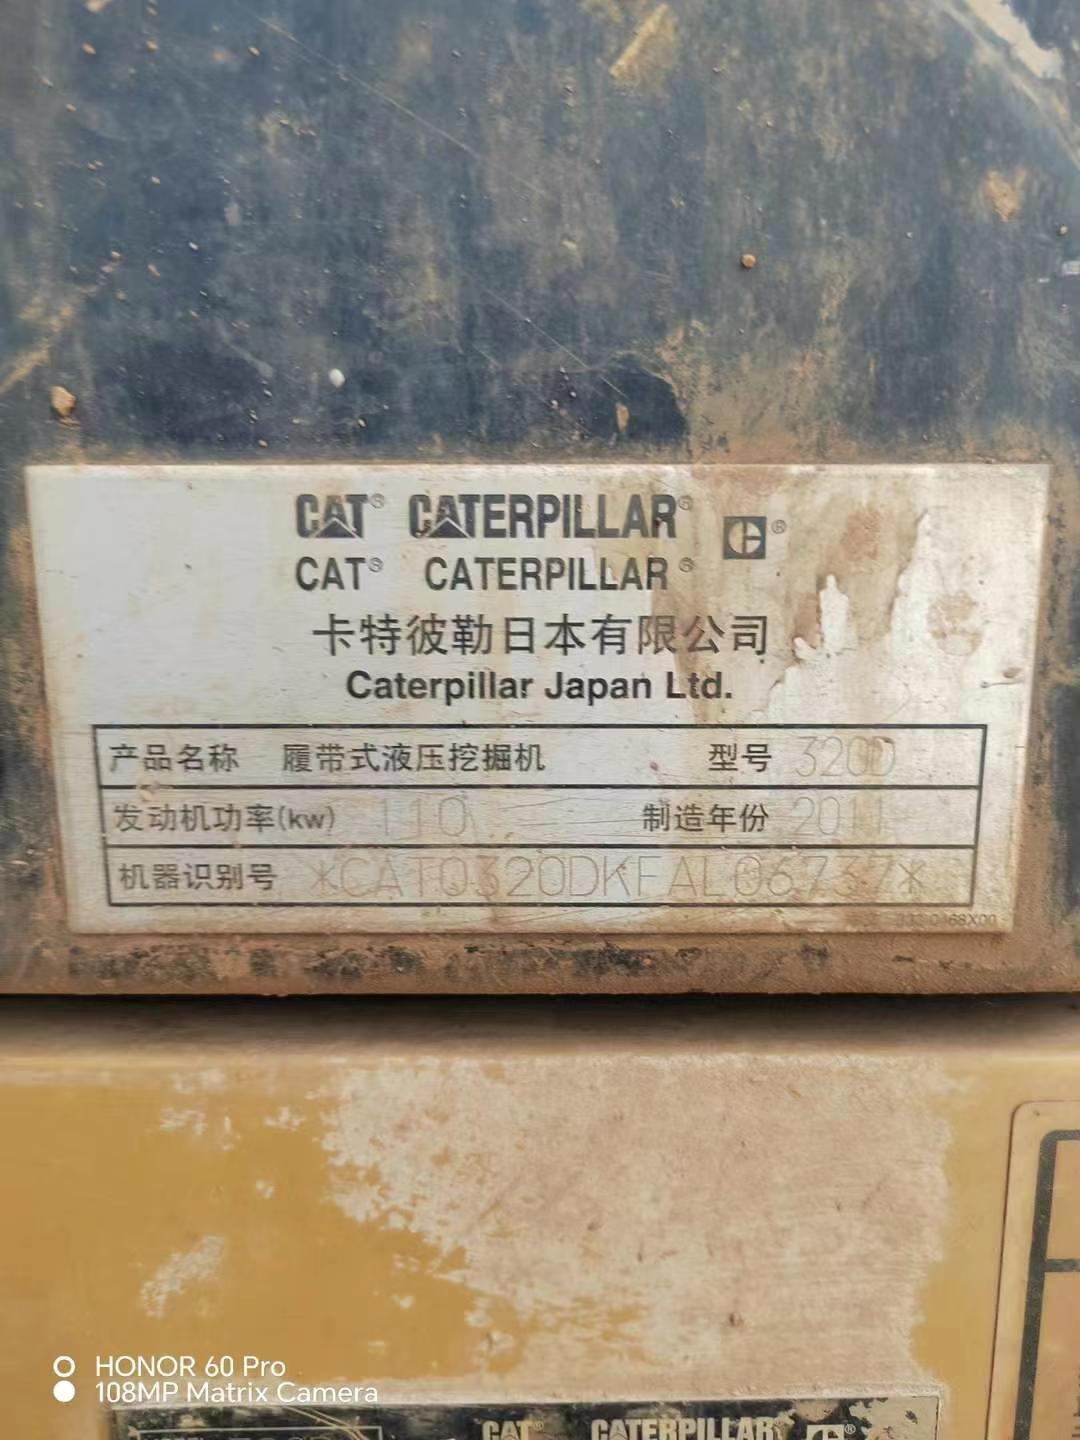 CAT® CATERPILLAR®
CAT® CATERPILLAR®
卡特彼勒日本有限公司
Caterpillar Japan Ltd.
产品名称 履带式液压挖掘机 型号 320D
发动机功率(kw) 110 制造年份 2011
机器识别号 *CAT0320DKFAL06737*
HONOR 60 Pro
108MP Matrix Camera
CAT® CATERPILLAR®